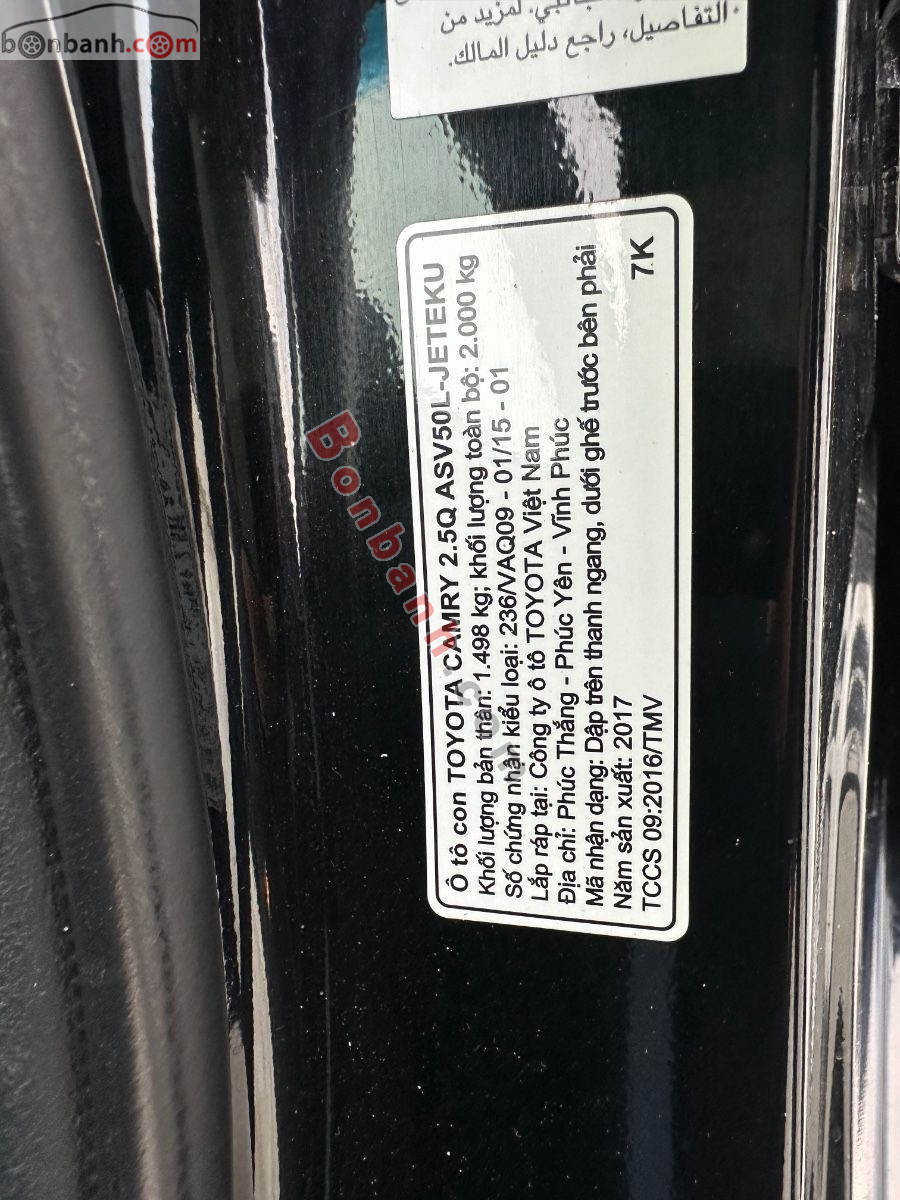 bonbanh.com
جانبي. لمزيد من
التفاصيل، راجع دليل المالك.
Ô tô con TOYOTA CAMRY 2.5Q ASV50L-JETEKU
Khối lượng bản thân: 1.498 kg; khối lượng toàn bộ: 2.000 kg
Số chứng nhận kiểu loại: 236/VAQ09 - 01/15 - 01
Lắp ráp tại: Công ty ô tô TOYOTA Việt Nam
Địa chỉ: Phúc Thắng - Phúc Yên - Vĩnh Phúc
Mã nhận dạng: Dập trên thanh ngang, dưới ghế trước bên phải
Năm sản xuất: 2017
TCCS 09:2016/TMV 7K
Bonbanh.com